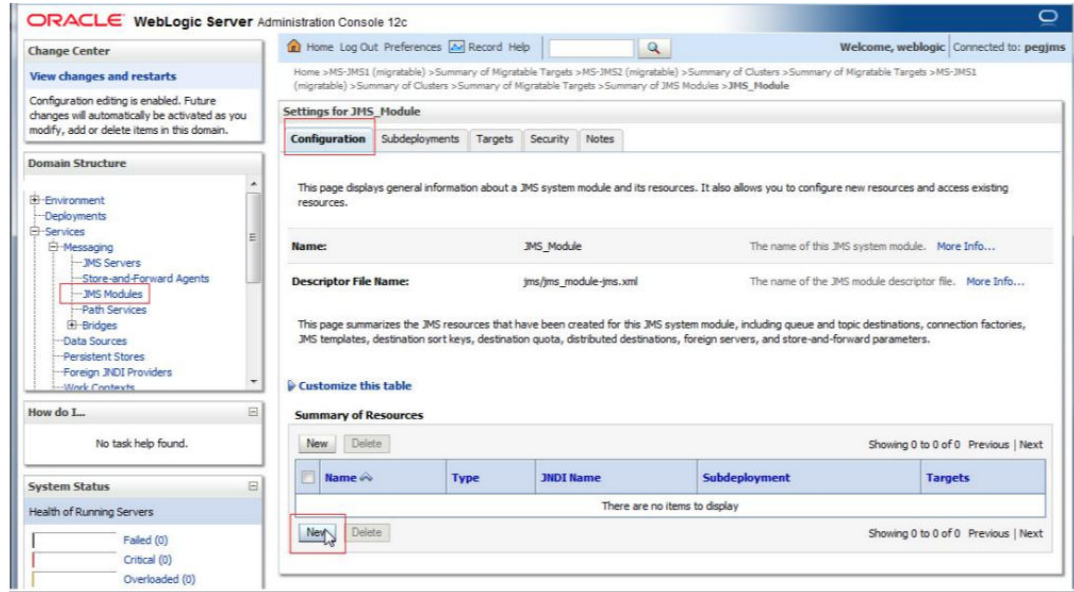 ORACLE WebLogic Server Administration Console 12c
Change Center
View changes and restarts
Configuration editing is enabled. Future
changes will automatically be activated as you
modify, add or delete items in this domain.
Domain Structure
Environment
Deployments
Services
Messaging
JMS Servers
Store-and-Forward Agents
JMS Modules
Path Services
Bridges
Data Sources
Persistent Stores
Foreign JNDI Providers
Work Contexts
How do I...
No task help found.
System Status
Health of Running Servers
Failed (0)
Critical (0)
Overloaded (0)
Home Log Out Preferences Record Help
Welcome, weblogic Connected to: pegjms
Home >MS-JMS1 (migratable) >Summary of Migratable Targets >MS-JMS2 (migratable) >Summary of Clusters >Summary of Migratable Targets >MS-JMS1
(migratable) >Summary of Clusters >Summary of Migratable Targets >Summary of JMS Modules >JMS_Module
Settings for JMS_Module
Configuration Subdeployments Targets Security Notes
This page displays general information about a JMS system module and its resources. It also allows you to configure new resources and access existing
resources.
Name: JMS_Module The name of this JMS system module. More Info...
Descriptor File Name: jms/jms_module-jms.xml The name of the JMS module descriptor file. More Info...
This page summarizes the JMS resources that have been created for this JMS system module, including queue and topic destinations, connection factories,
JMS templates, destination sort keys, destination quota, distributed destinations, foreign servers, and store-and-forward parameters.
Customize this table
Summary of Resources
New Delete Showing 0 to 0 of 0 Previous | Next
Name Type JNDI Name Subdeployment Targets
There are no items to display
New Delete Showing 0 to 0 of 0 Previous | Next